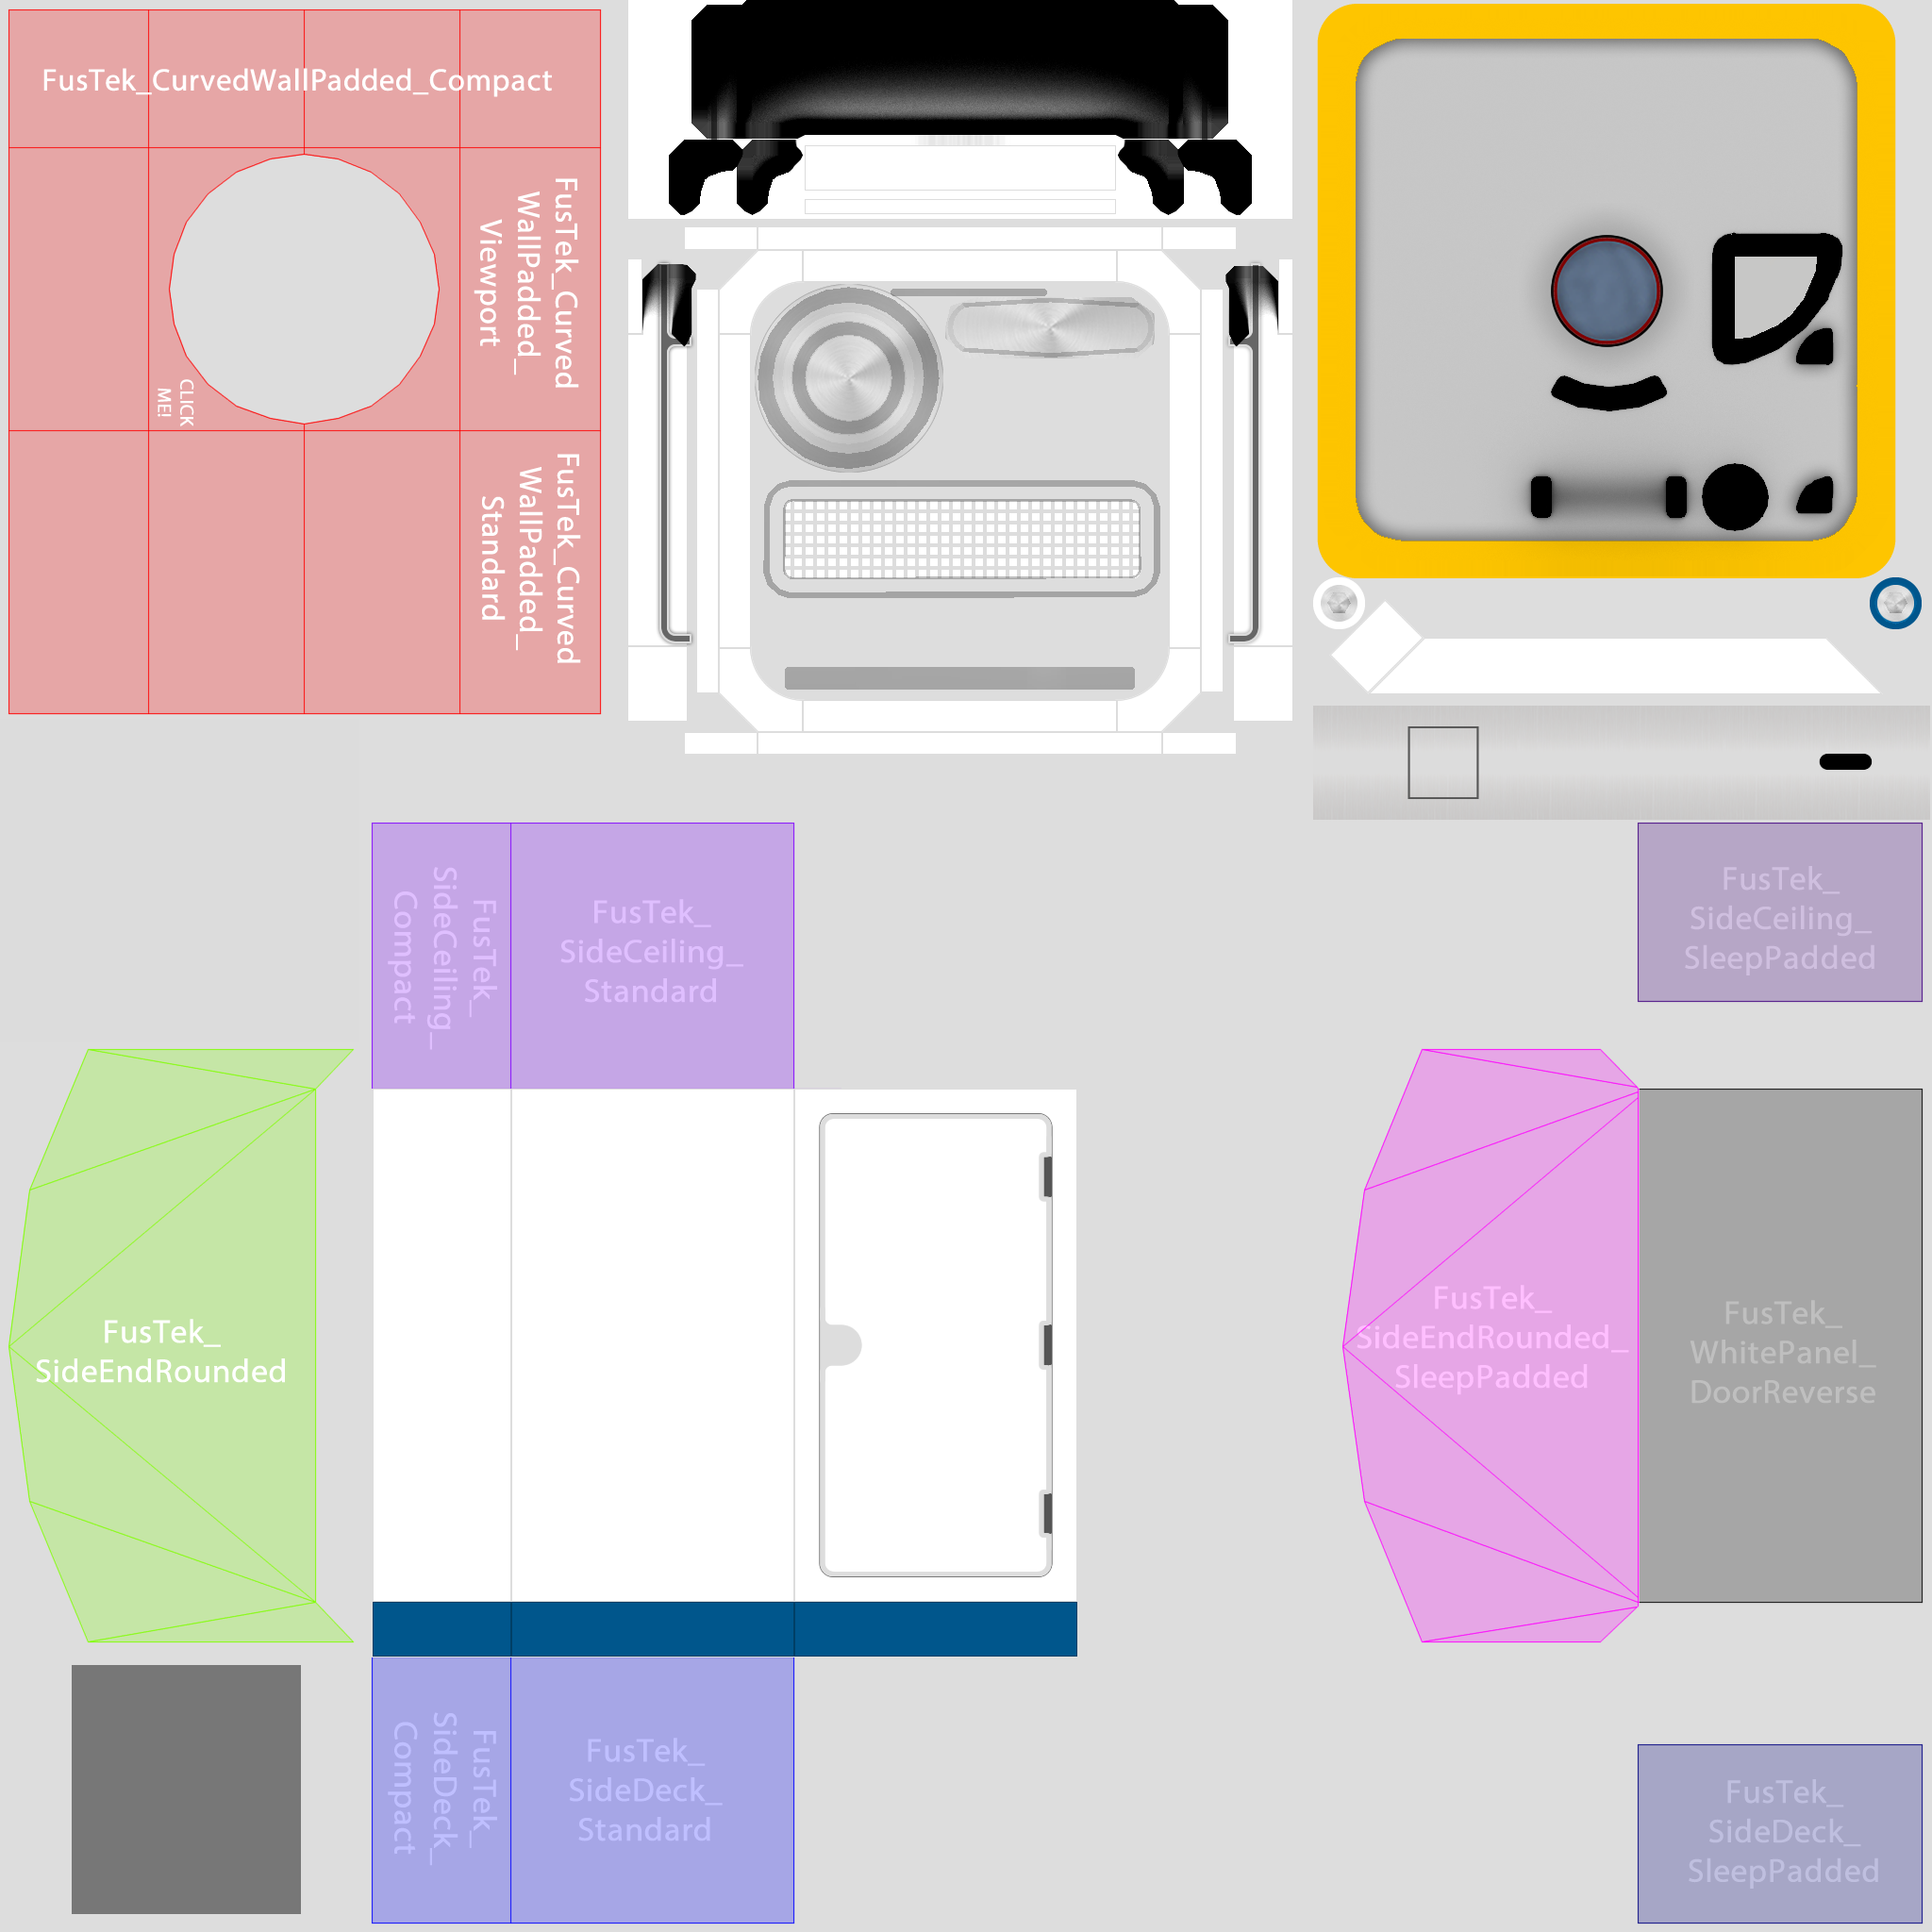 FusTek_CurvedWallPadded_Compact
FusTek_Curved
WallPadded_
Viewport
CLICK
ME!
FusTek_Curved
WallPadded_
Standard
FusTek_
SideCeiling_
Compact
FusTek_
SideCeiling_
Standard
FusTek_
SideCeiling_
SleepPadded
FusTek_
SideEndRounded
FusTek_
SideEndRounded_
SleepPadded
FusTek_
WhitePanel_
DoorReverse
FusTek_
SideDeck_
Compact
FusTek_
SideDeck_
Standard
FusTek_
SideDeck_
SleepPadded